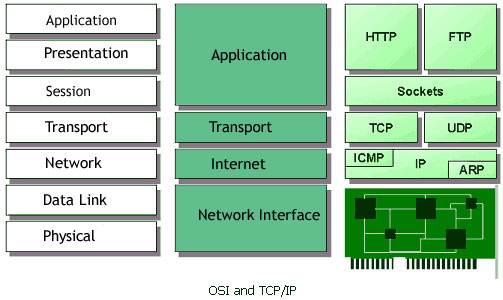 Application
Presentation
Session
Transport
Network
Data Link
Physical
Application
Transport
Internet
Network Interface
HTTP
FTP
Sockets
TCP
UDP
ICMP
IP
ARP
OSI and TCP/IP